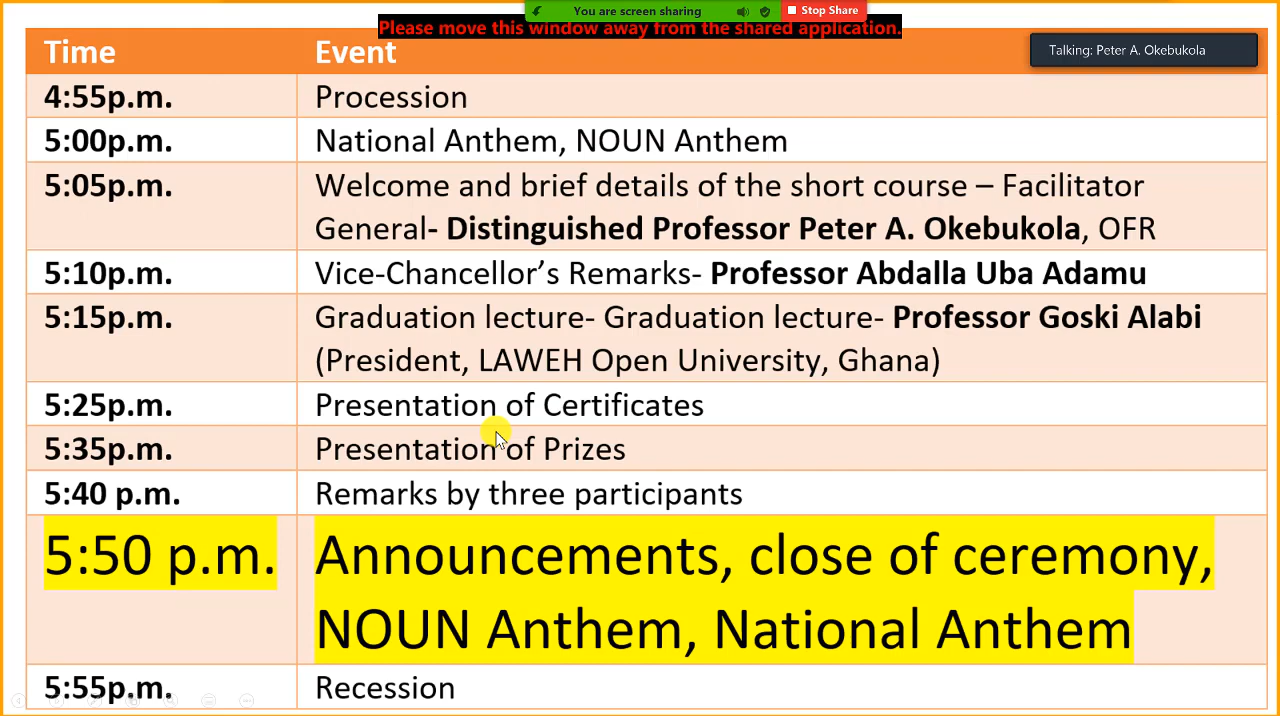 You are screen sharing
Stop Share
Please move this window away from the shared application.
Talking: Peter A. Okebukola
Time Event
4:55p.m. Procession
5:00p.m. National Anthem, NOUN Anthem
5:05p.m. Welcome and brief details of the short course – Facilitator
General- Distinguished Professor Peter A. Okebukola, OFR
5:10p.m. Vice-Chancellor’s Remarks- Professor Abdalla Uba Adamu
5:15p.m. Graduation lecture- Graduation lecture- Professor Goski Alabi
(President, LAWEH Open University, Ghana)
5:25p.m. Presentation of Certificates
5:35p.m. Presentation of Prizes
5:40 p.m. Remarks by three participants
5:50 p.m. Announcements, close of ceremony,
NOUN Anthem, National Anthem
5:55p.m. Recession